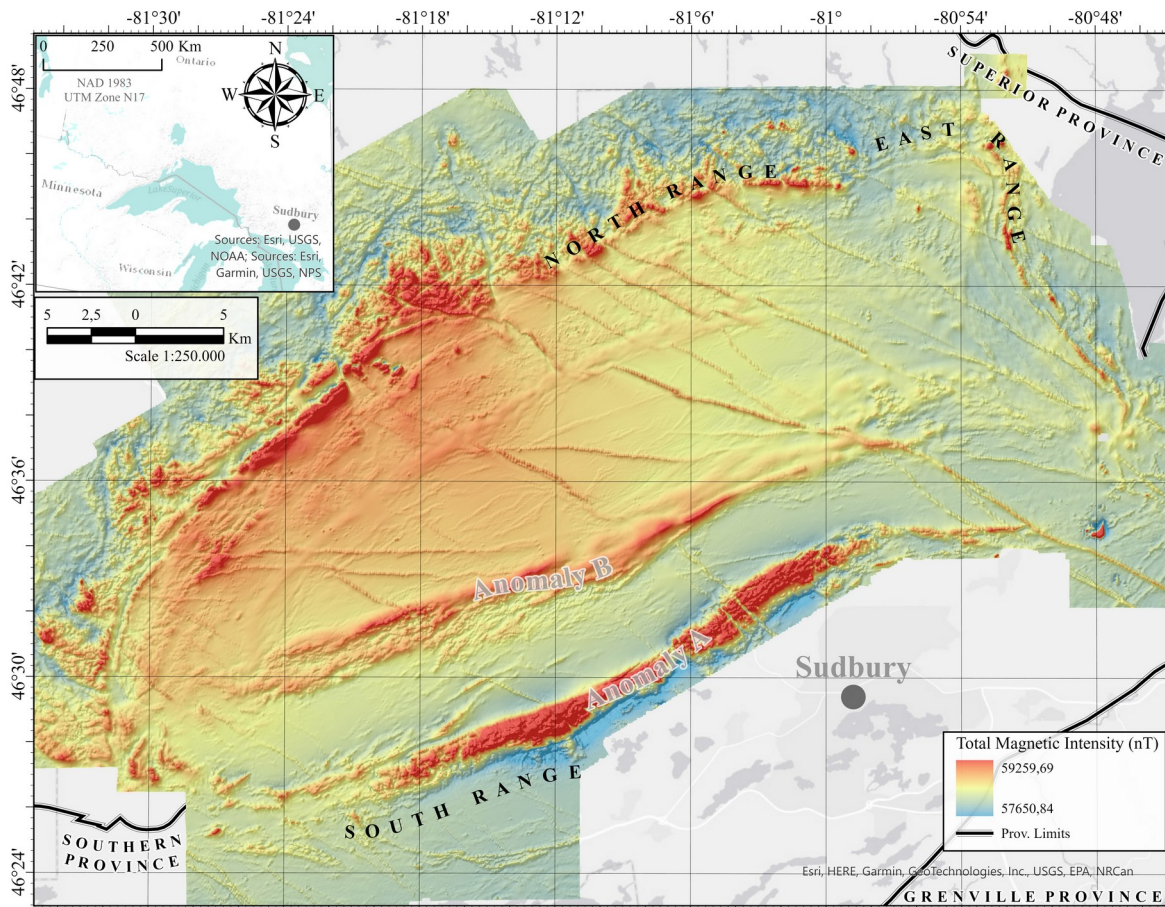 -81°30'
-81°24'
-81°18'
-81°12'
-81°6'
-81°
-80°54'
-80°48'
0 250 500 Km
NAD 1983
UTM Zone N17
Ontario
N
W E
S
Minnesota
Lake Superior
Sudbury
Wisconsin
Sources: Esri, USGS,
NOAA; Sources: Esri,
Garmin, USGS, NPS
5 2,5 0 5
Km
Scale 1:250.000
46°48'
46°42'
46°36'
46°30'
46°24'
SUPERIOR PROVINCE
NORTH RANGE
EAST RANGE
Anomaly B
Anomaly A
Sudbury
SOUTH RANGE
SOUTHERN
PROVINCE
Total Magnetic Intensity (nT)
59259,69
57650,84
Prov. Limits
Esri, HERE, Garmin, GeoTechnologies, Inc., USGS, EPA, NRCan
GRENVILLE PROVINCE